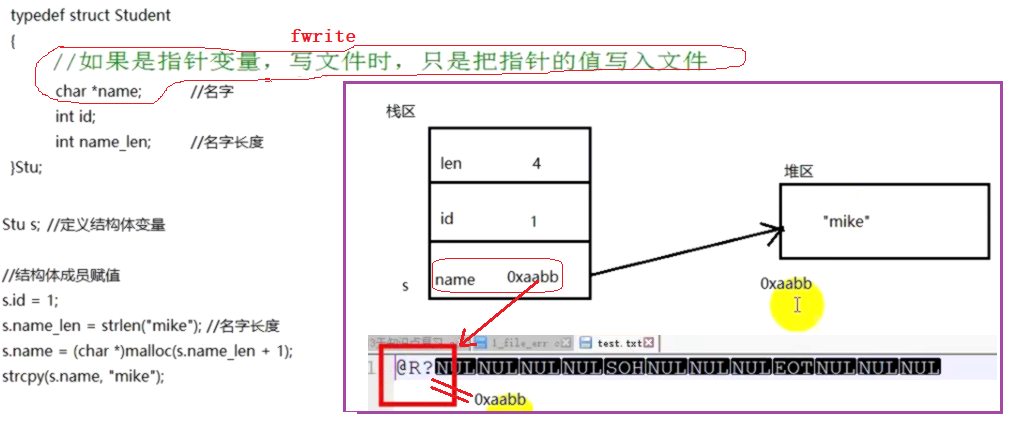 typedef struct Student
{
fwrite
//如果是指针变量，写文件时，只是把指针的值写入文件
char *name; //名字
int id;
int name_len; //名字长度
}Stu;
Stu s; //定义结构体变量
//结构体成员赋值
s.id = 1;
s.name_len = strlen("mike"); //名字长度
s.name = (char *)malloc(s.name_len + 1);
strcpy(s.name, "mike");
栈区
len 4
id 1
s name 0xaabb
堆区
"mike"
0xaabb
test.txt
1 @R?NULNULNULNULSOHNULNULNULEOTNULNULNUL
0xaabb